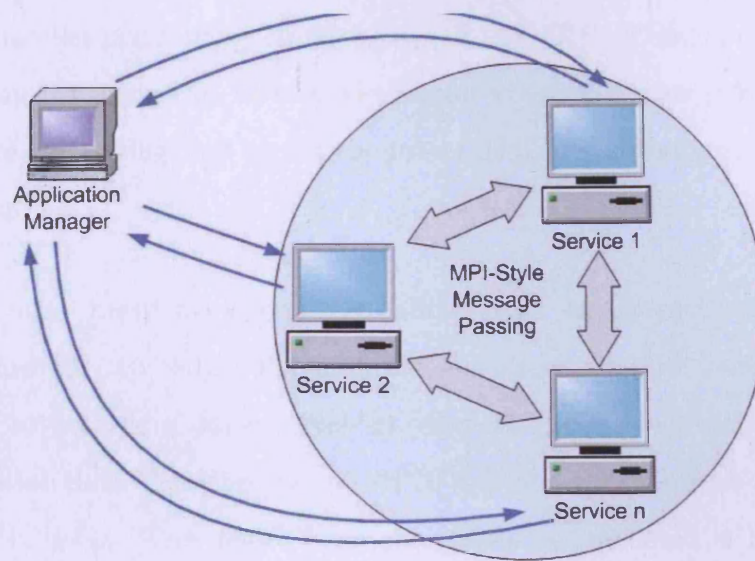 Application
Manager
Service 1
MPI-Style
Message
Passing
Service 2
Service n